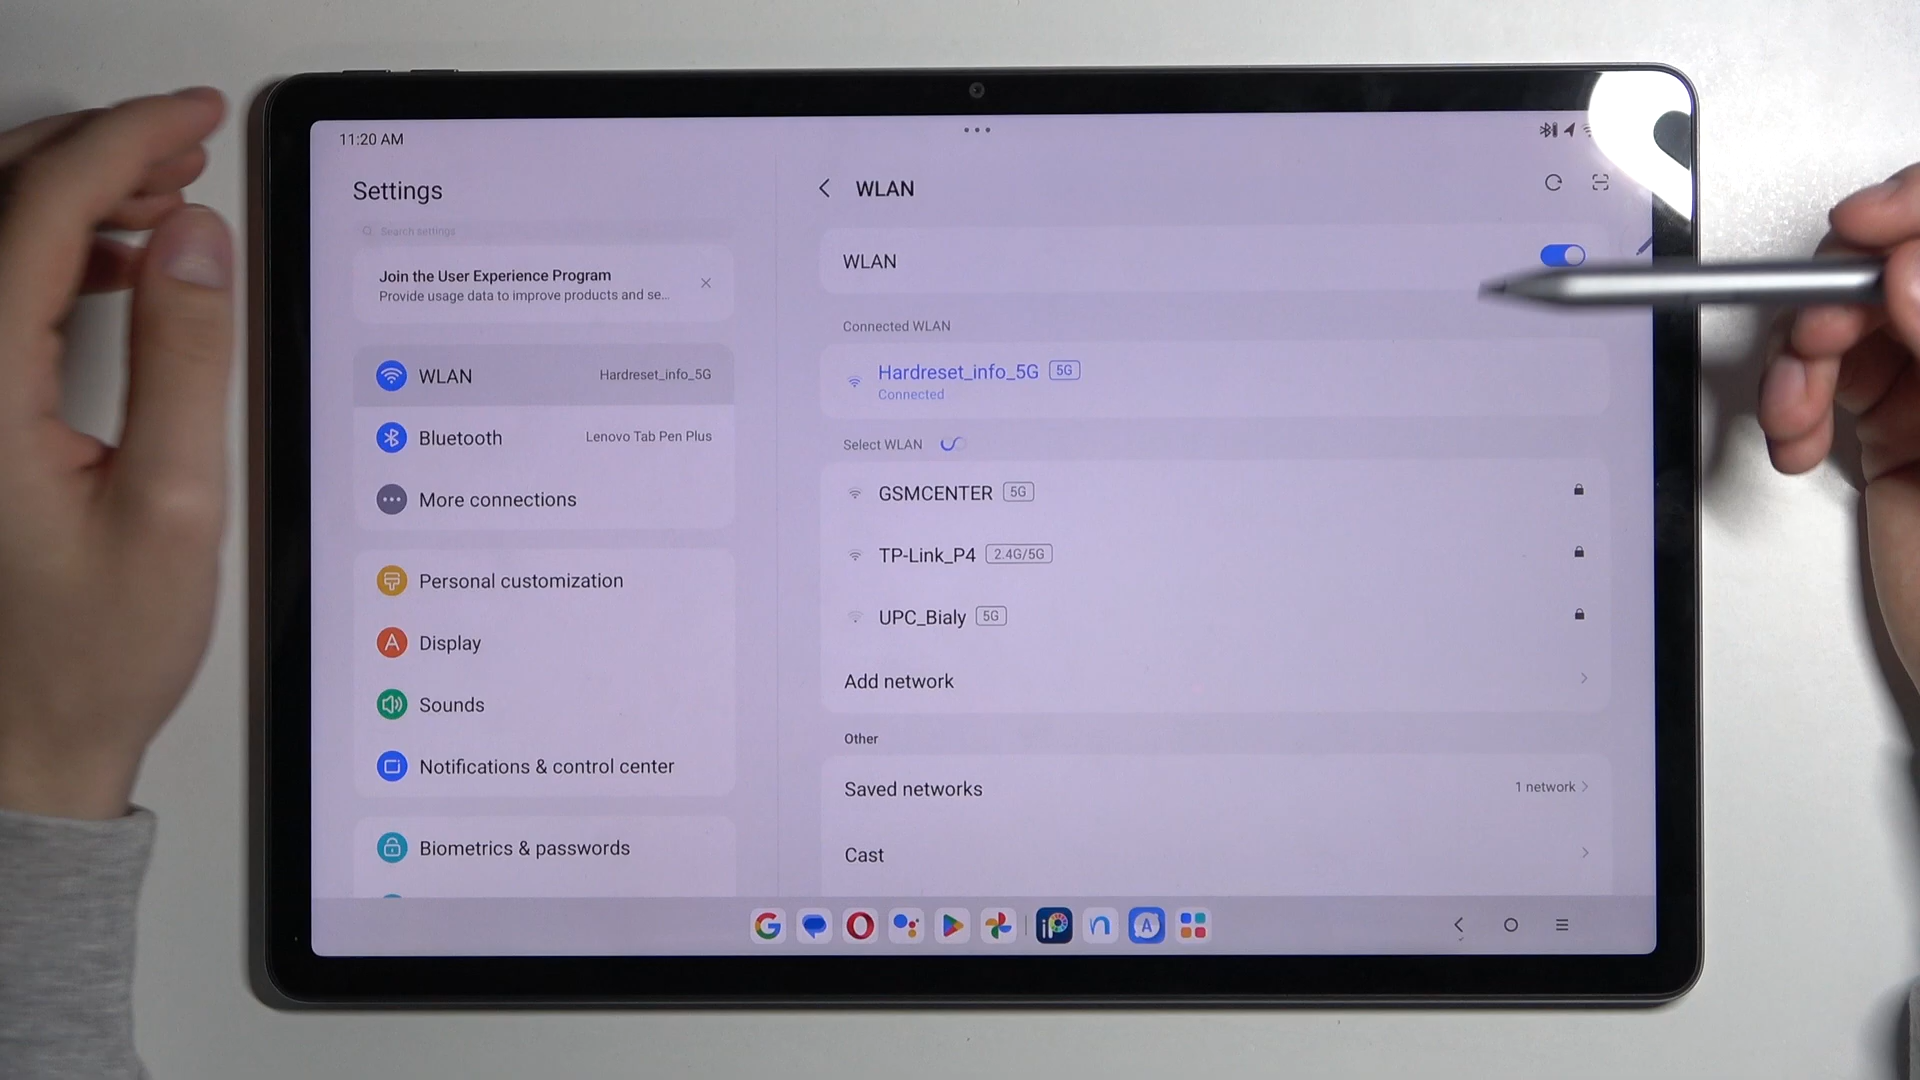 11:20 AM
Settings
Search settings
Join the User Experience Program
Provide usage data to improve products and se...
WLAN Hardreset_info_5G
Bluetooth Lenovo Tab Pen Plus
More connections
Personal customization
Display
Sounds
Notifications & control center
Biometrics & passwords
WLAN
WLAN
Connected WLAN
Hardreset_info_5G 5G
Connected
Select WLAN
GSMCENTER 5G
TP-Link_P4 2.4G/5G
UPC_Bialy 5G
Add network
Other
Saved networks 1 network
Cast